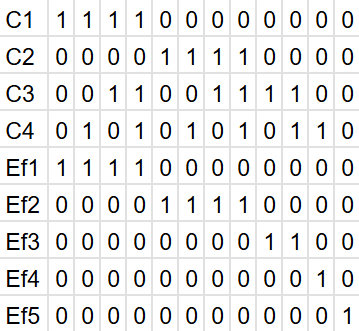 C1 1 1 1 1 0 0 0 0 0 0 0 0
C2 0 0 0 0 1 1 1 1 0 0 0 0
C3 0 0 1 1 0 0 1 1 1 1 0 0
C4 0 1 0 1 0 1 0 1 0 1 1 0
Ef1 1 1 1 1 0 0 0 0 0 0 0 0
Ef2 0 0 0 0 1 1 1 1 0 0 0 0
Ef3 0 0 0 0 0 0 0 0 1 1 0 0
Ef4 0 0 0 0 0 0 0 0 0 0 1 0
Ef5 0 0 0 0 0 0 0 0 0 0 0 1